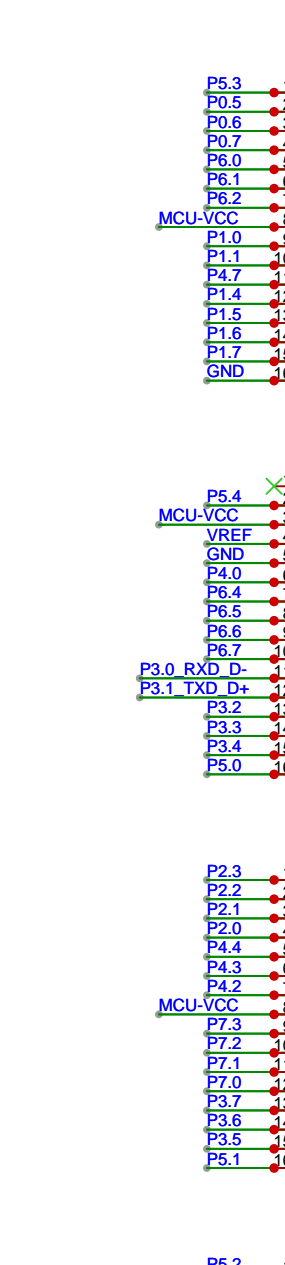 P5.3
P0.5
P0.6
P0.7
P6.0
P6.1
P6.2
MCU-VCC
P1.0
P1.1
P4.7
P1.4
P1.5
P1.6
P1.7
GND
P5.4
MCU-VCC
VREF
GND
P4.0
P6.4
P6.5
P6.6
P6.7
P3.0_RXD_D-
P3.1_TXD_D+
P3.2
P3.3
P3.4
P5.0
P2.3
P2.2
P2.1
P2.0
P4.4
P4.3
P4.2
MCU-VCC
P7.3
P7.2
P7.1
P7.0
P3.7
P3.6
P3.5
P5.1
P5.2